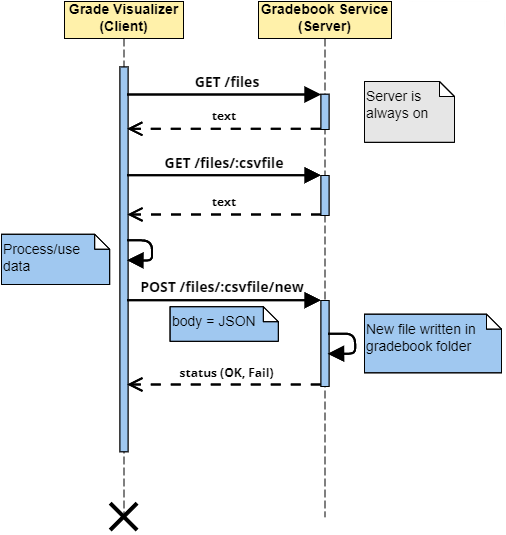 Grade Visualizer
(Client)
Gradebook Service
(Server)
GET /files
Server is
always on
text
GET /files/:csvfile
text
Process/use
data
POST /files/:csvfile/new
body = JSON
New file written in
gradebook folder
status (OK, Fail)